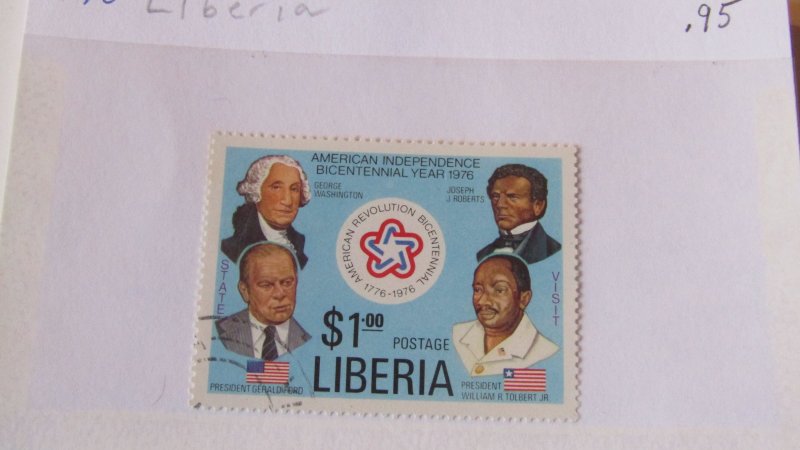 Liberia
.95
AMERICAN INDEPENDENCE
BICENTENNIAL YEAR 1976
GEORGE
WASHINGTON
JOSEPH
J. ROBERTS
AMERICAN REVOLUTION BICENTENNIAL
1776-1976
STATE
VISIT
$1.00
POSTAGE
LIBERIA
PRESIDENT GERALD FORD
PRESIDENT
WILLIAM R. TOLBERT JR.